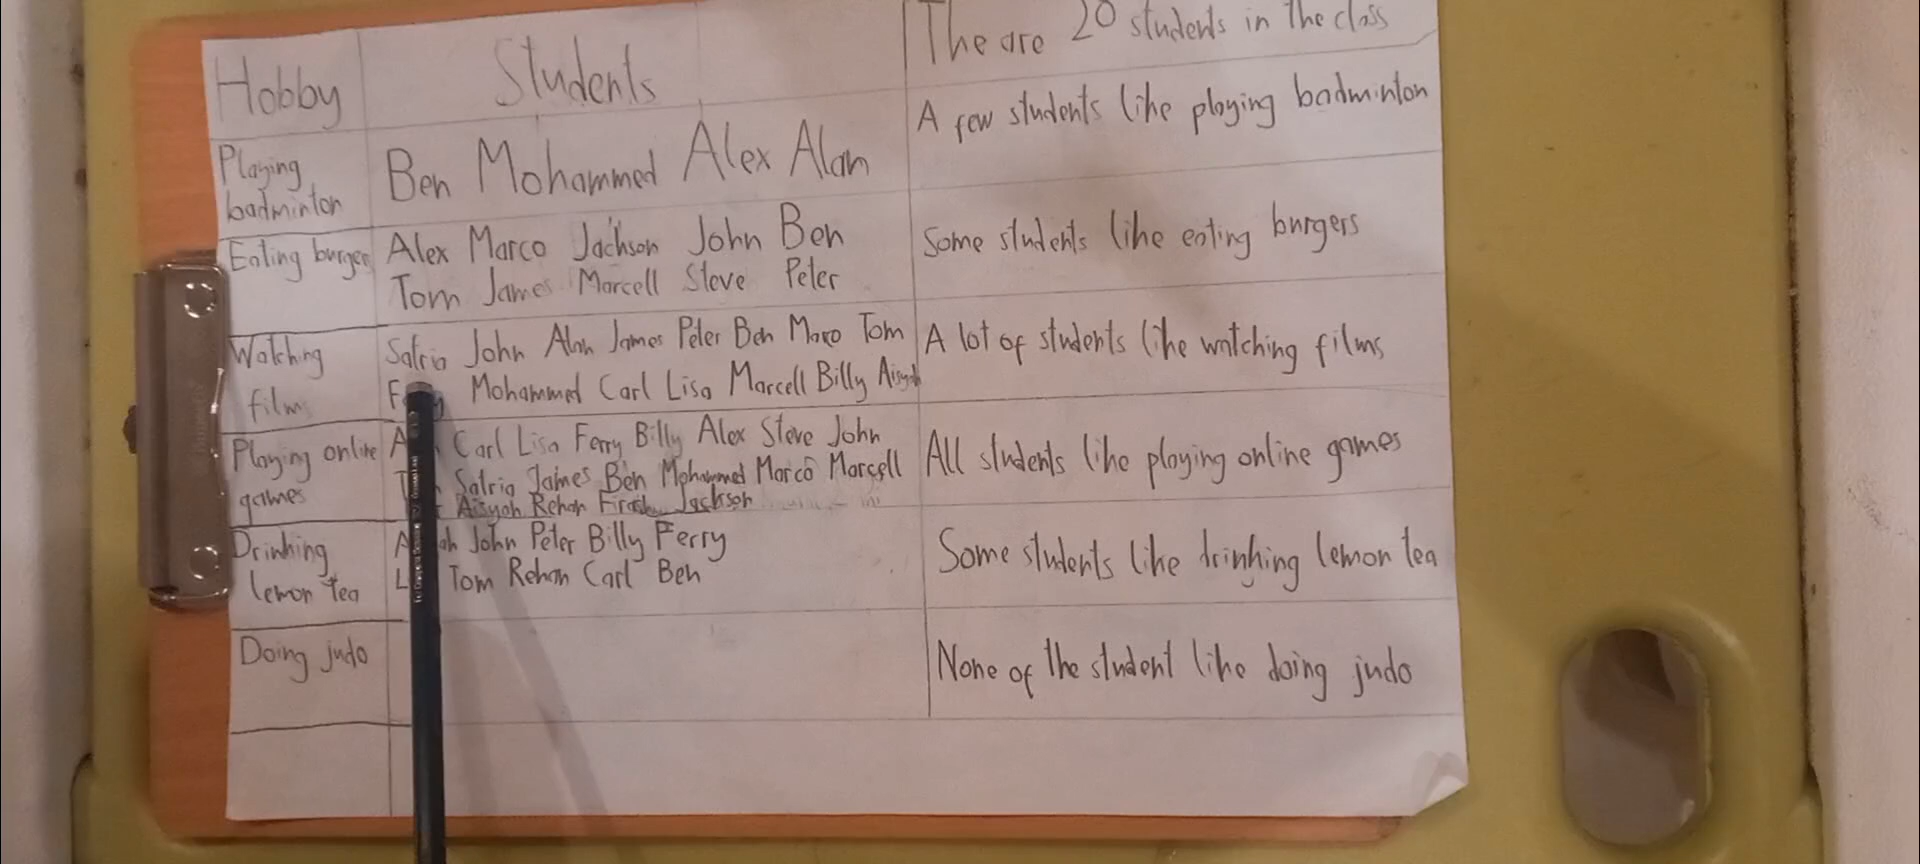 Hobby Students The are 20 students in the class
Playing badminton
Ben Mohammed Alex Alan
A few students like playing badminton
Eating burger
Alex Marco Jackson John Ben
Tom James Marcell Steve Peter
Some students like eating burgers
Watching films
Satria John Alan James Peter Ben Marco Tom
Mohammed Carl Lisa Marcell Billy Aisyah
A lot of students like watching films
Playing online games
Carl Lisa Ferry Billy Alex Steve John
Satria James Ben Mohammed Marco Marcell
Aisyah Rehan Jackson
All students like playing online games
Drinking lemon tea
John Peter Billy Ferry
Tom Rehan Carl Ben
Some students like drinking lemon tea
Doing judo
None of the student like doing judo